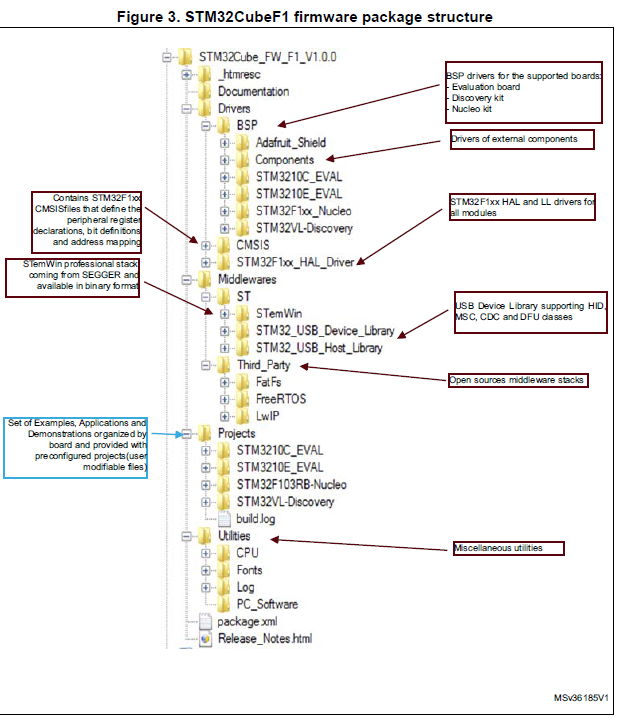 Figure 3. STM32CubeF1 firmware package structure
STM32Cube_FW_F1_V1.0.0
_htmresc
Documentation
Drivers
BSP
Adafruit_Shield
Components
STM3210C_EVAL
STM3210E_EVAL
STM32F1xx_Nucleo
STM32VL-Discovery
CMSIS
STM32F1xx_HAL_Driver
Middlewares
ST
STemWin
STM32_USB_Device_Library
STM32_USB_Host_Library
Third_Party
FatFs
FreeRTOS
LwIP
Projects
STM3210C_EVAL
STM3210E_EVAL
STM32F103RB-Nucleo
STM32VL-Discovery
build.log
Utilities
CPU
Fonts
Log
PC_Software
package.xml
Release_Notes.html
BSP drivers for the supported boards:
- Evaluation board
- Discovery kit
- Nucleo kit
Drivers of external components
STM32F1xx HAL and LL drivers for
all modules
USB Device Library supporting HID,
MSC, CDC and DFU classes
Open sources middleware stacks
Miscellaneous utilities
Contains STM32F1xx
CMSISfiles that define the
peripheral register
declarations, bit definitions
and address mapping
STemWin professional stack
coming from SEGGER and
available in binary format
Set of Examples, Applications and
Demonstrations organized by
board and provided with
preconfigured projects(user
modifiable files)
MSv36185V1